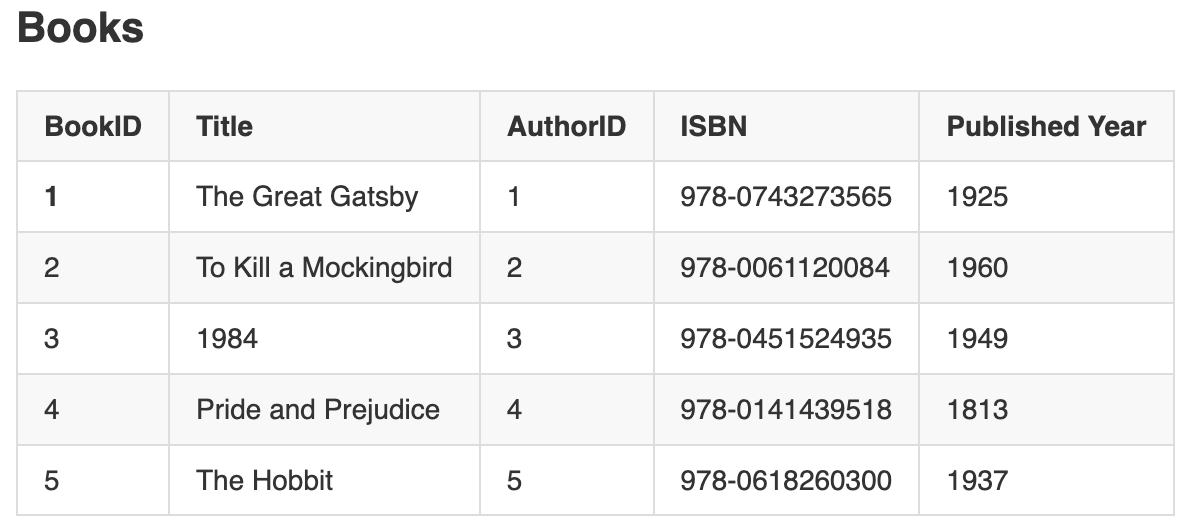 Books
BookID Title AuthorID ISBN Published Year
1 The Great Gatsby 1 978-0743273565 1925
2 To Kill a Mockingbird 2 978-0061120084 1960
3 1984 3 978-0451524935 1949
4 Pride and Prejudice 4 978-0141439518 1813
5 The Hobbit 5 978-0618260300 1937